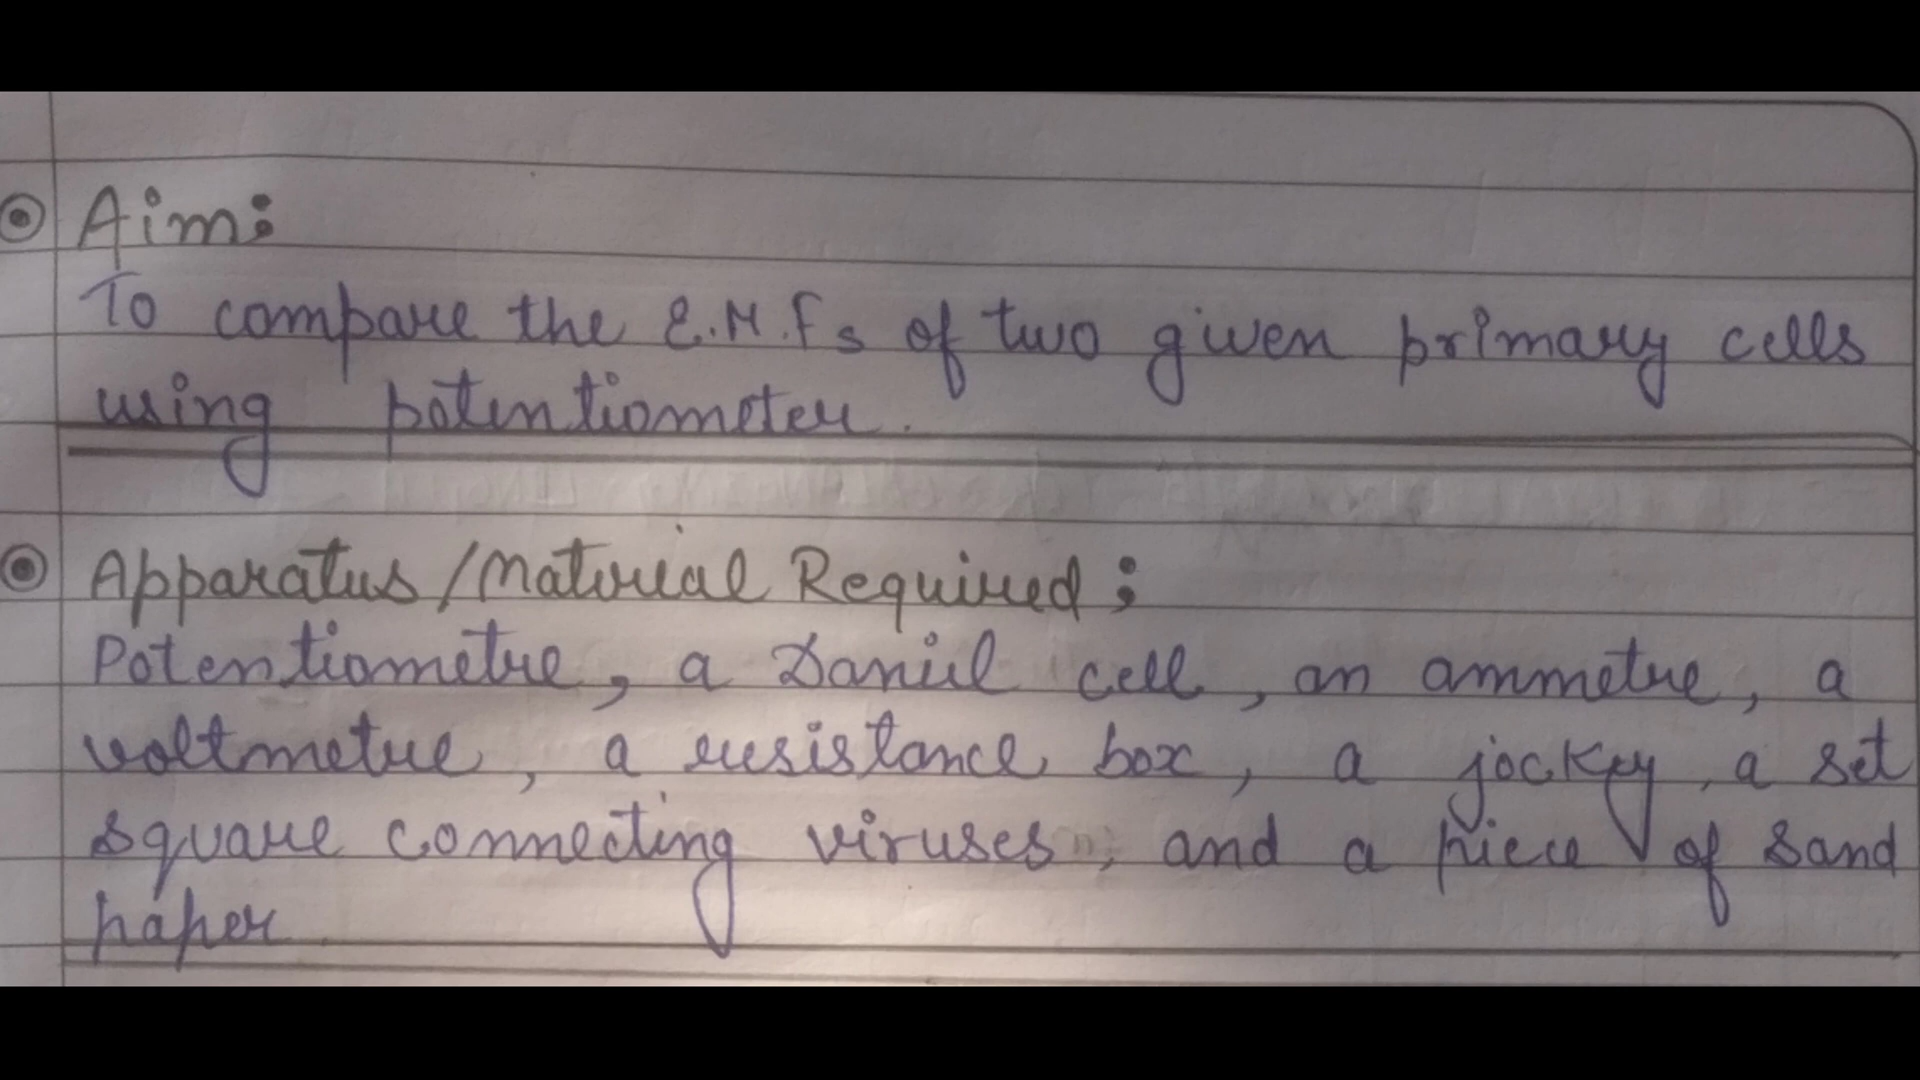 Aim:
To compare the E.M.Fs of two given primary cells
using potentiometer.
Apparatus/Material Required:
Potentiometre, a Daniel cell, an ammetre, a
voltmetre, a resistance box, a jockey, a set
square connecting viruses, and a piece of sand
paper